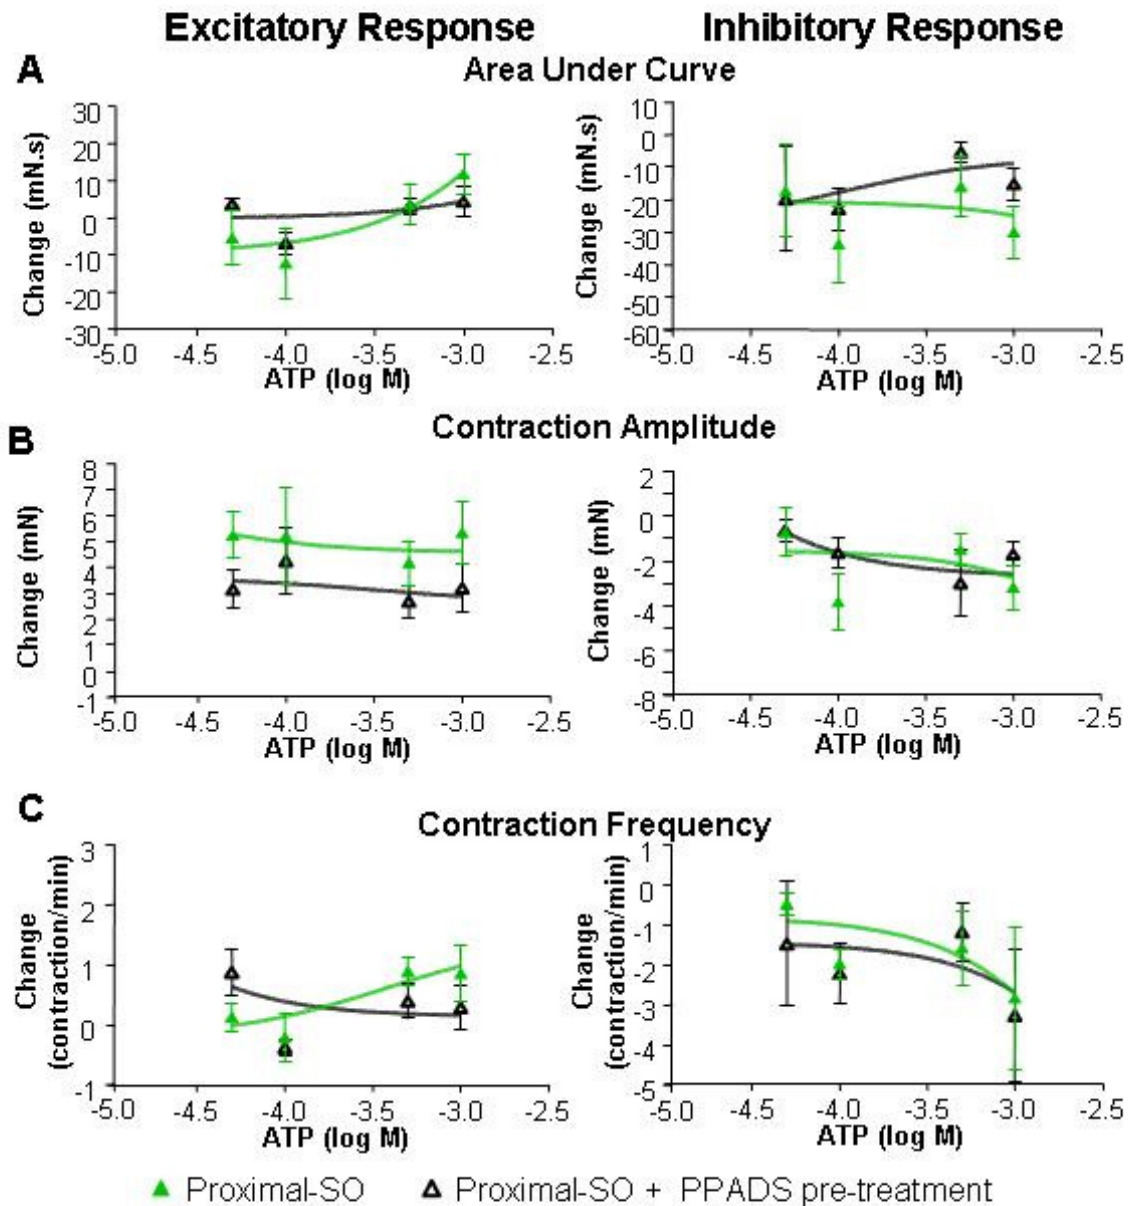 Excitatory Response Inhibitory Response
A
Area Under Curve
Change (mN.s)
30
20
10
0
-10
-20
-30
-5.0 -4.5 -4.0 -3.5 -3.0 -2.5
ATP (log M)
Change (mN.s)
10
0
-10
-20
-30
-40
-50
-60
-5.0 -4.5 -4.0 -3.5 -3.0 -2.5
ATP (log M)
B
Contraction Amplitude
Change (mN)
8
7
6
5
4
3
2
1
0
-1
-5.0 -4.5 -4.0 -3.5 -3.0 -2.5
ATP (log M)
Change (mN)
2
0
-2
-4
-6
-8
-5.0 -4.5 -4.0 -3.5 -3.0 -2.5
ATP (log M)
C
Contraction Frequency
Change
(contraction/min)
3
2
1
0
-1
-5.0 -4.5 -4.0 -3.5 -3.0 -2.5
ATP (log M)
Change
(contraction/min)
1
0
-1
-2
-3
-4
-5
-5.0 -4.5 -4.0 -3.5 -3.0 -2.5
ATP (log M)
Proximal-SO Proximal-SO + PPADS pre-treatment